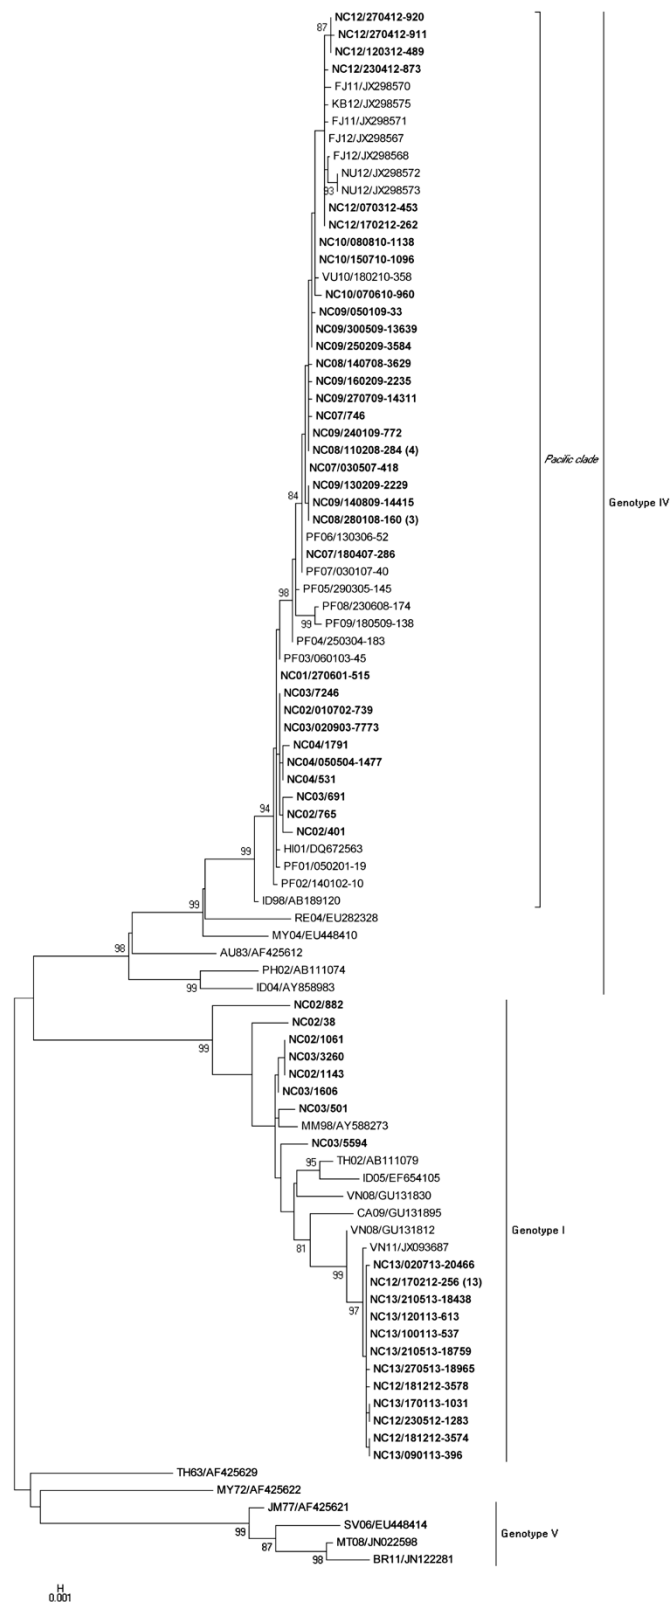 87
NC12/270412-920
NC12/270412-911
NC12/120312-489
NC12/230412-873
FJ11/JX298570
KB12/JX298575
FJ11/JX298571
FJ12/JX298567
FJ12/JX298568
NU12/JX298572
93
NU12/JX298573
NC12/070312-453
NC12/170212-262
NC10/080810-1138
NC10/150710-1096
VU10/180210-358
NC10/070610-960
NC09/050109-33
NC09/300509-13639
NC09/250209-3584
NC08/140708-3629
NC09/160209-2235
NC09/270709-14311
NC07/746
NC09/240109-772
NC08/110208-284 (4)
Pacific clade
NC07/030507-418
NC09/130209-2229
84
NC09/140809-14415
Genotype IV
NC08/280108-160 (3)
PF06/130306-52
NC07/180407-286
PF07/030107-40
98
PF05/290305-145
PF08/230608-174
99
PF09/180509-138
PF04/250304-183
PF03/060103-45
NC01/270601-515
NC03/7246
NC02/010702-739
NC03/020903-7773
NC04/1791
NC04/050504-1477
NC04/531
NC03/691
94
NC02/765
NC02/401
99
HI01/DQ672563
PF01/050201-19
PF02/140102-10
ID98/AB189120
99
RE04/EU282328
MY04/EU448410
98
AU83/AF425612
PH02/AB111074
99
ID04/AY858983
NC02/882
NC02/38
99
NC02/1061
NC03/3260
NC02/1143
NC03/1606
NC03/501
MM98/AY588273
NC03/5594
95
TH02/AB111079
ID05/EF654105
VN08/GU131830
CA09/GU131895
Genotype I
VN08/GU131812
81
VN11/JX093687
99
NC13/020713-20466
NC12/170212-256 (13)
97
NC13/210513-18438
NC13/120113-613
NC13/100113-537
NC13/210513-18759
NC13/270513-18965
NC12/181212-3578
NC13/170113-1031
NC12/230512-1283
NC12/181212-3574
NC13/090113-396
TH63/AF425629
MY72/AF425622
JM77/AF425621
99
SV06/EU448414
Genotype V
87
MT08/JN022598
98
BR11/JN122281
0.001